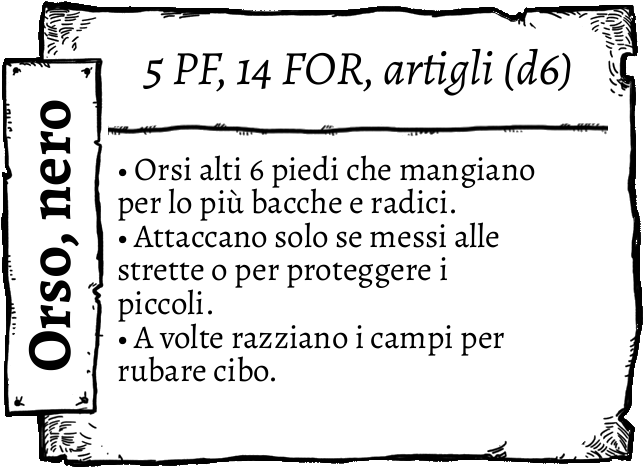 Orso, nero
5 PF, 14 FOR, artigli (d6)
• Orsi alti 6 piedi che mangiano
per lo più bacche e radici.
• Attaccano solo se messi alle
strette o per proteggere i
piccoli.
• A volte razziano i campi per
rubare cibo.